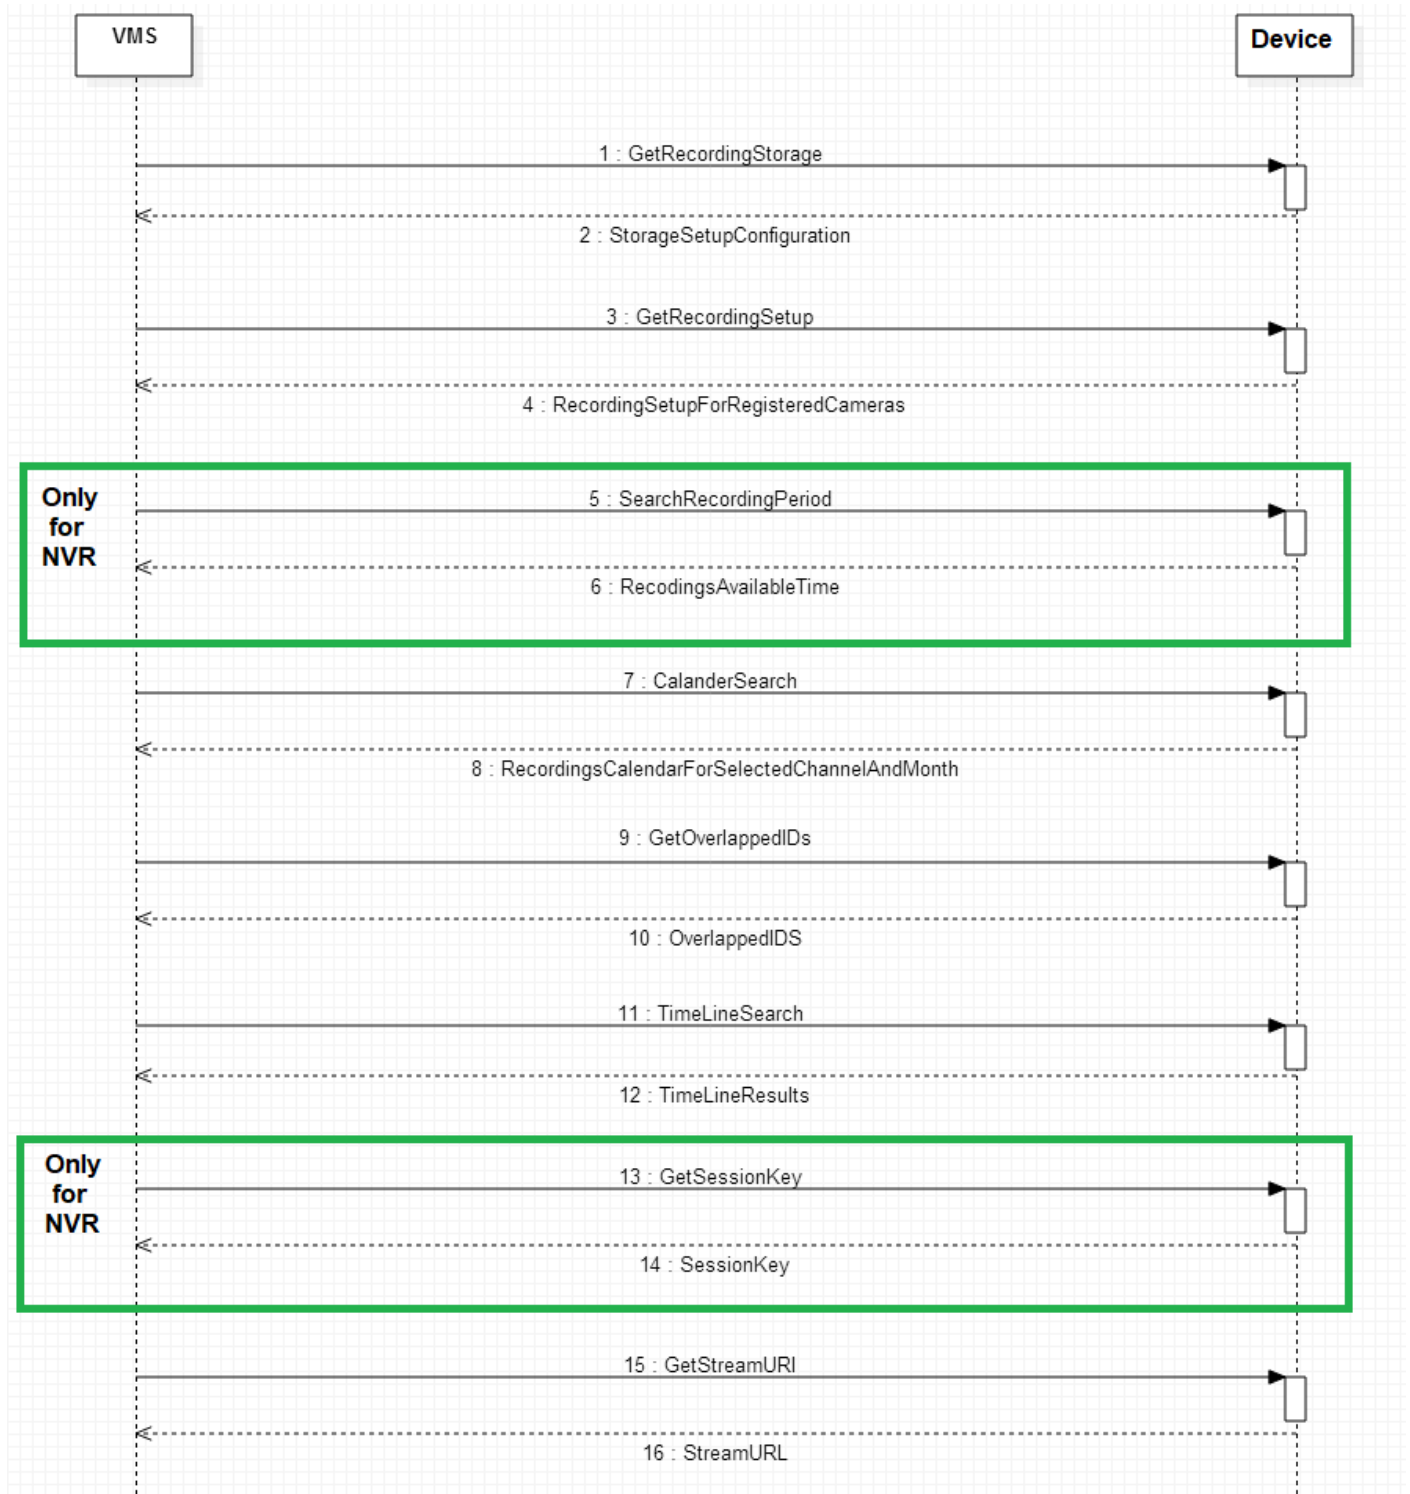 VMS
Device
1 : GetRecordingStorage
2 : StorageSetupConfiguration
3 : GetRecordingSetup
4 : RecordingSetupForRegisteredCameras
Only
for
NVR
5 : SearchRecordingPeriod
6 : RecodingsAvailableTime
7 : CalanderSearch
8 : RecordingsCalendarForSelectedChannelAndMonth
9 : GetOverlappedIDs
10 : OverlappedIDS
11 : TimeLineSearch
12 : TimeLineResults
Only
for
NVR
13 : GetSessionKey
14 : SessionKey
15 : GetStreamURI
16 : StreamURL